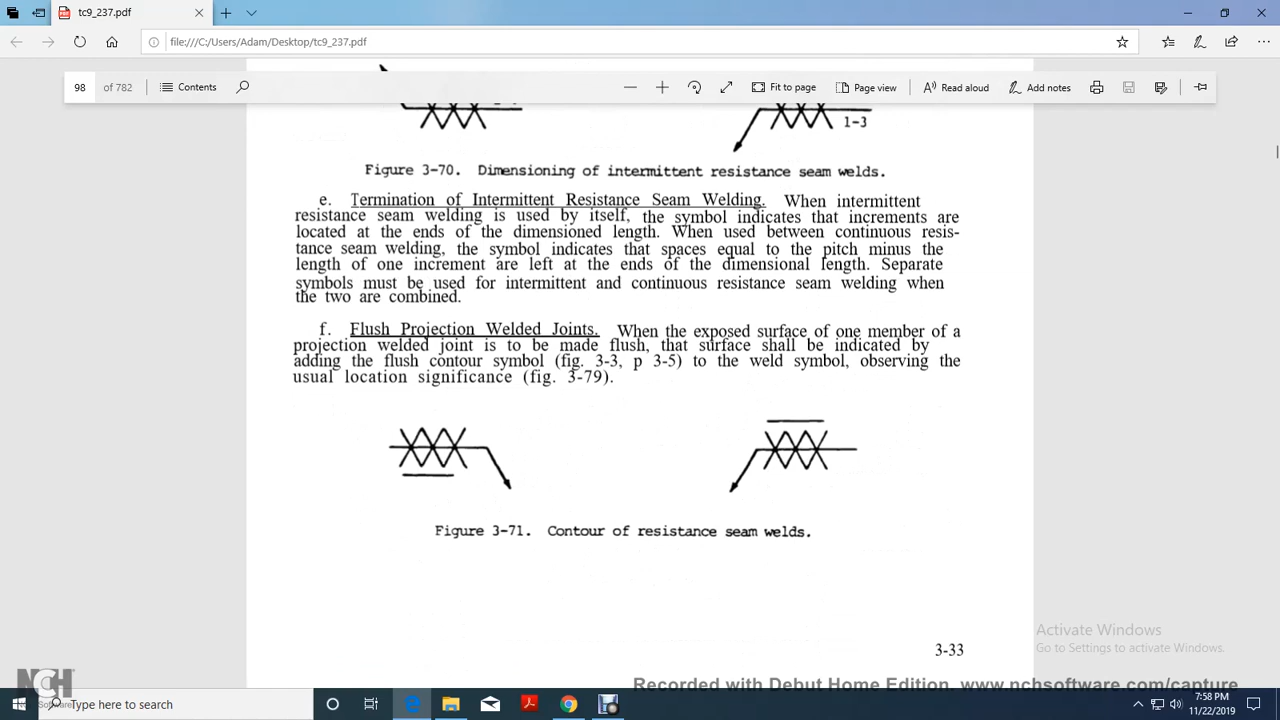 tc9_237.pdf
file:///C:/Users/Adam/Desktop/tc9_237.pdf
98 of 782 Contents Fit to page Page view Read aloud Add notes
1-3
Figure 3-70. Dimensioning of intermittent resistance seam welds.
e. Termination of Intermittent Resistance Seam Welding. When intermittent
resistance seam welding is used by itself, the symbol indicates that increments are
located at the ends of the dimensioned length. When used between continuous resis-
tance seam welding, the symbol indicates that spaces equal to the pitch minus the
length of one increment are left at the ends of the dimensional length. Separate
symbols must be used for intermittent and continuous resistance seam welding when
the two are combined.
f. Flush Projection Welded Joints. When the exposed surface of one member of a
projection welded joint is to be made flush, that surface shall be indicated by
adding the flush contour symbol (fig. 3-3, p 3-5) to the weld symbol, observing the
usual location significance (fig. 3-79).
Figure 3-71. Contour of resistance seam welds.
3-33
Activate Windows
Go to Settings to activate Windows.
NCH
Software
Recorded with Debut Home Edition. www.nchsoftware.com/capture
Type here to search
7:58 PM
11/22/2019